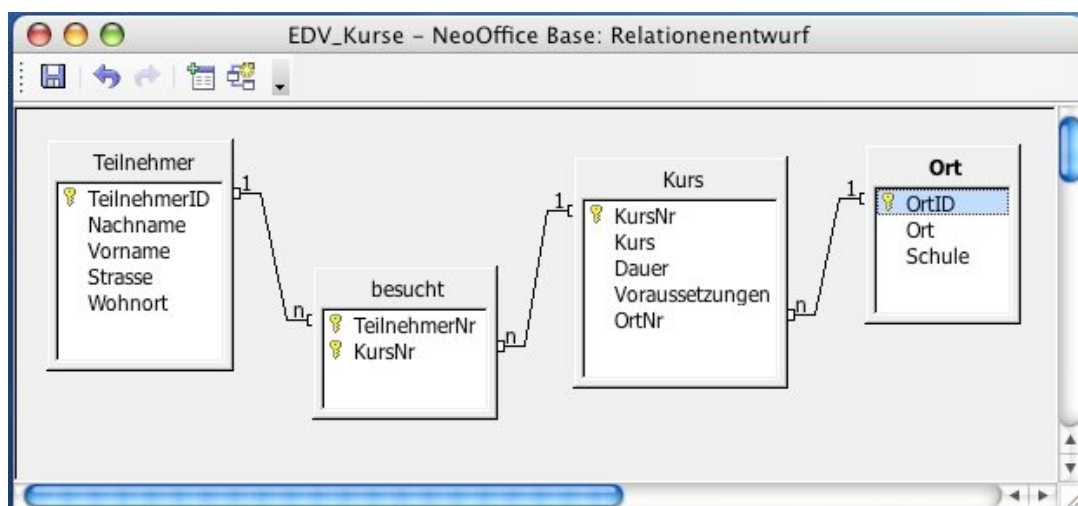 EDV_Kurse – NeoOffice Base: Relationenentwurf
Teilnehmer
TeilnehmerID
Nachname
Vorname
Strasse
Wohnort
1
n
besucht
TeilnehmerNr
KursNr
n
1
Kurs
KursNr
Kurs
Dauer
Voraussetzungen
OrtNr
n
1
Ort
OrtID
Ort
Schule